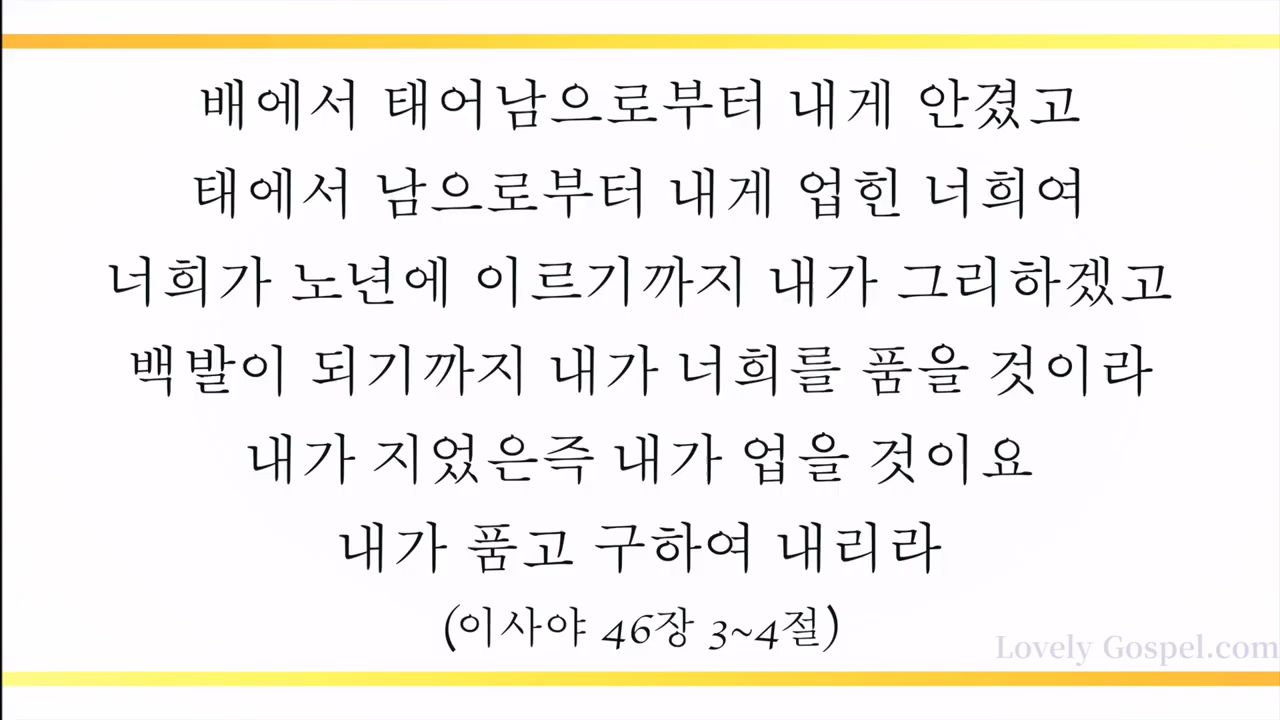 배에서 태어남으로부터 내게 안겼고
태에서 남으로부터 내게 업힌 너희여
너희가 노년에 이르기까지 내가 그리하겠고
백발이 되기까지 내가 너희를 품을 것이라
내가 지었은즉 내가 업을 것이요
내가 품고 구하여 내리라
(이사야 46장 3~4절)
Lovely Gospel.com